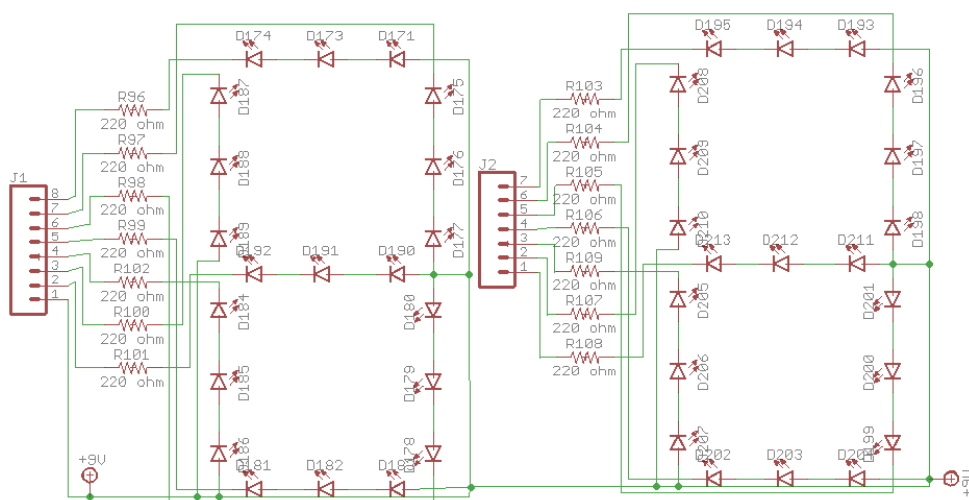 D174 D173 D171
D187
D175
R96
220 ohm
R97
220 ohm
D188
D176
R98
220 ohm
J1
8
7
6
5
4
3
2
1
R99
220 ohm
D189
D177
D192 D191 D190
R102
220 ohm
D184
D180
R100
220 ohm
R101
220 ohm
D185
D179
D186
D178
D181 D182
+9V
D195 D194 D193
D208
D196
R103
220 ohm
R104
220 ohm
D209
D197
J2
7
6
5
4
3
2
1
R105
220 ohm
R106
220 ohm
D210
D198
D213 D212 D211
R109
220 ohm
D205
D201
R107
220 ohm
R108
220 ohm
D206
D200
D207
D199
D202 D203